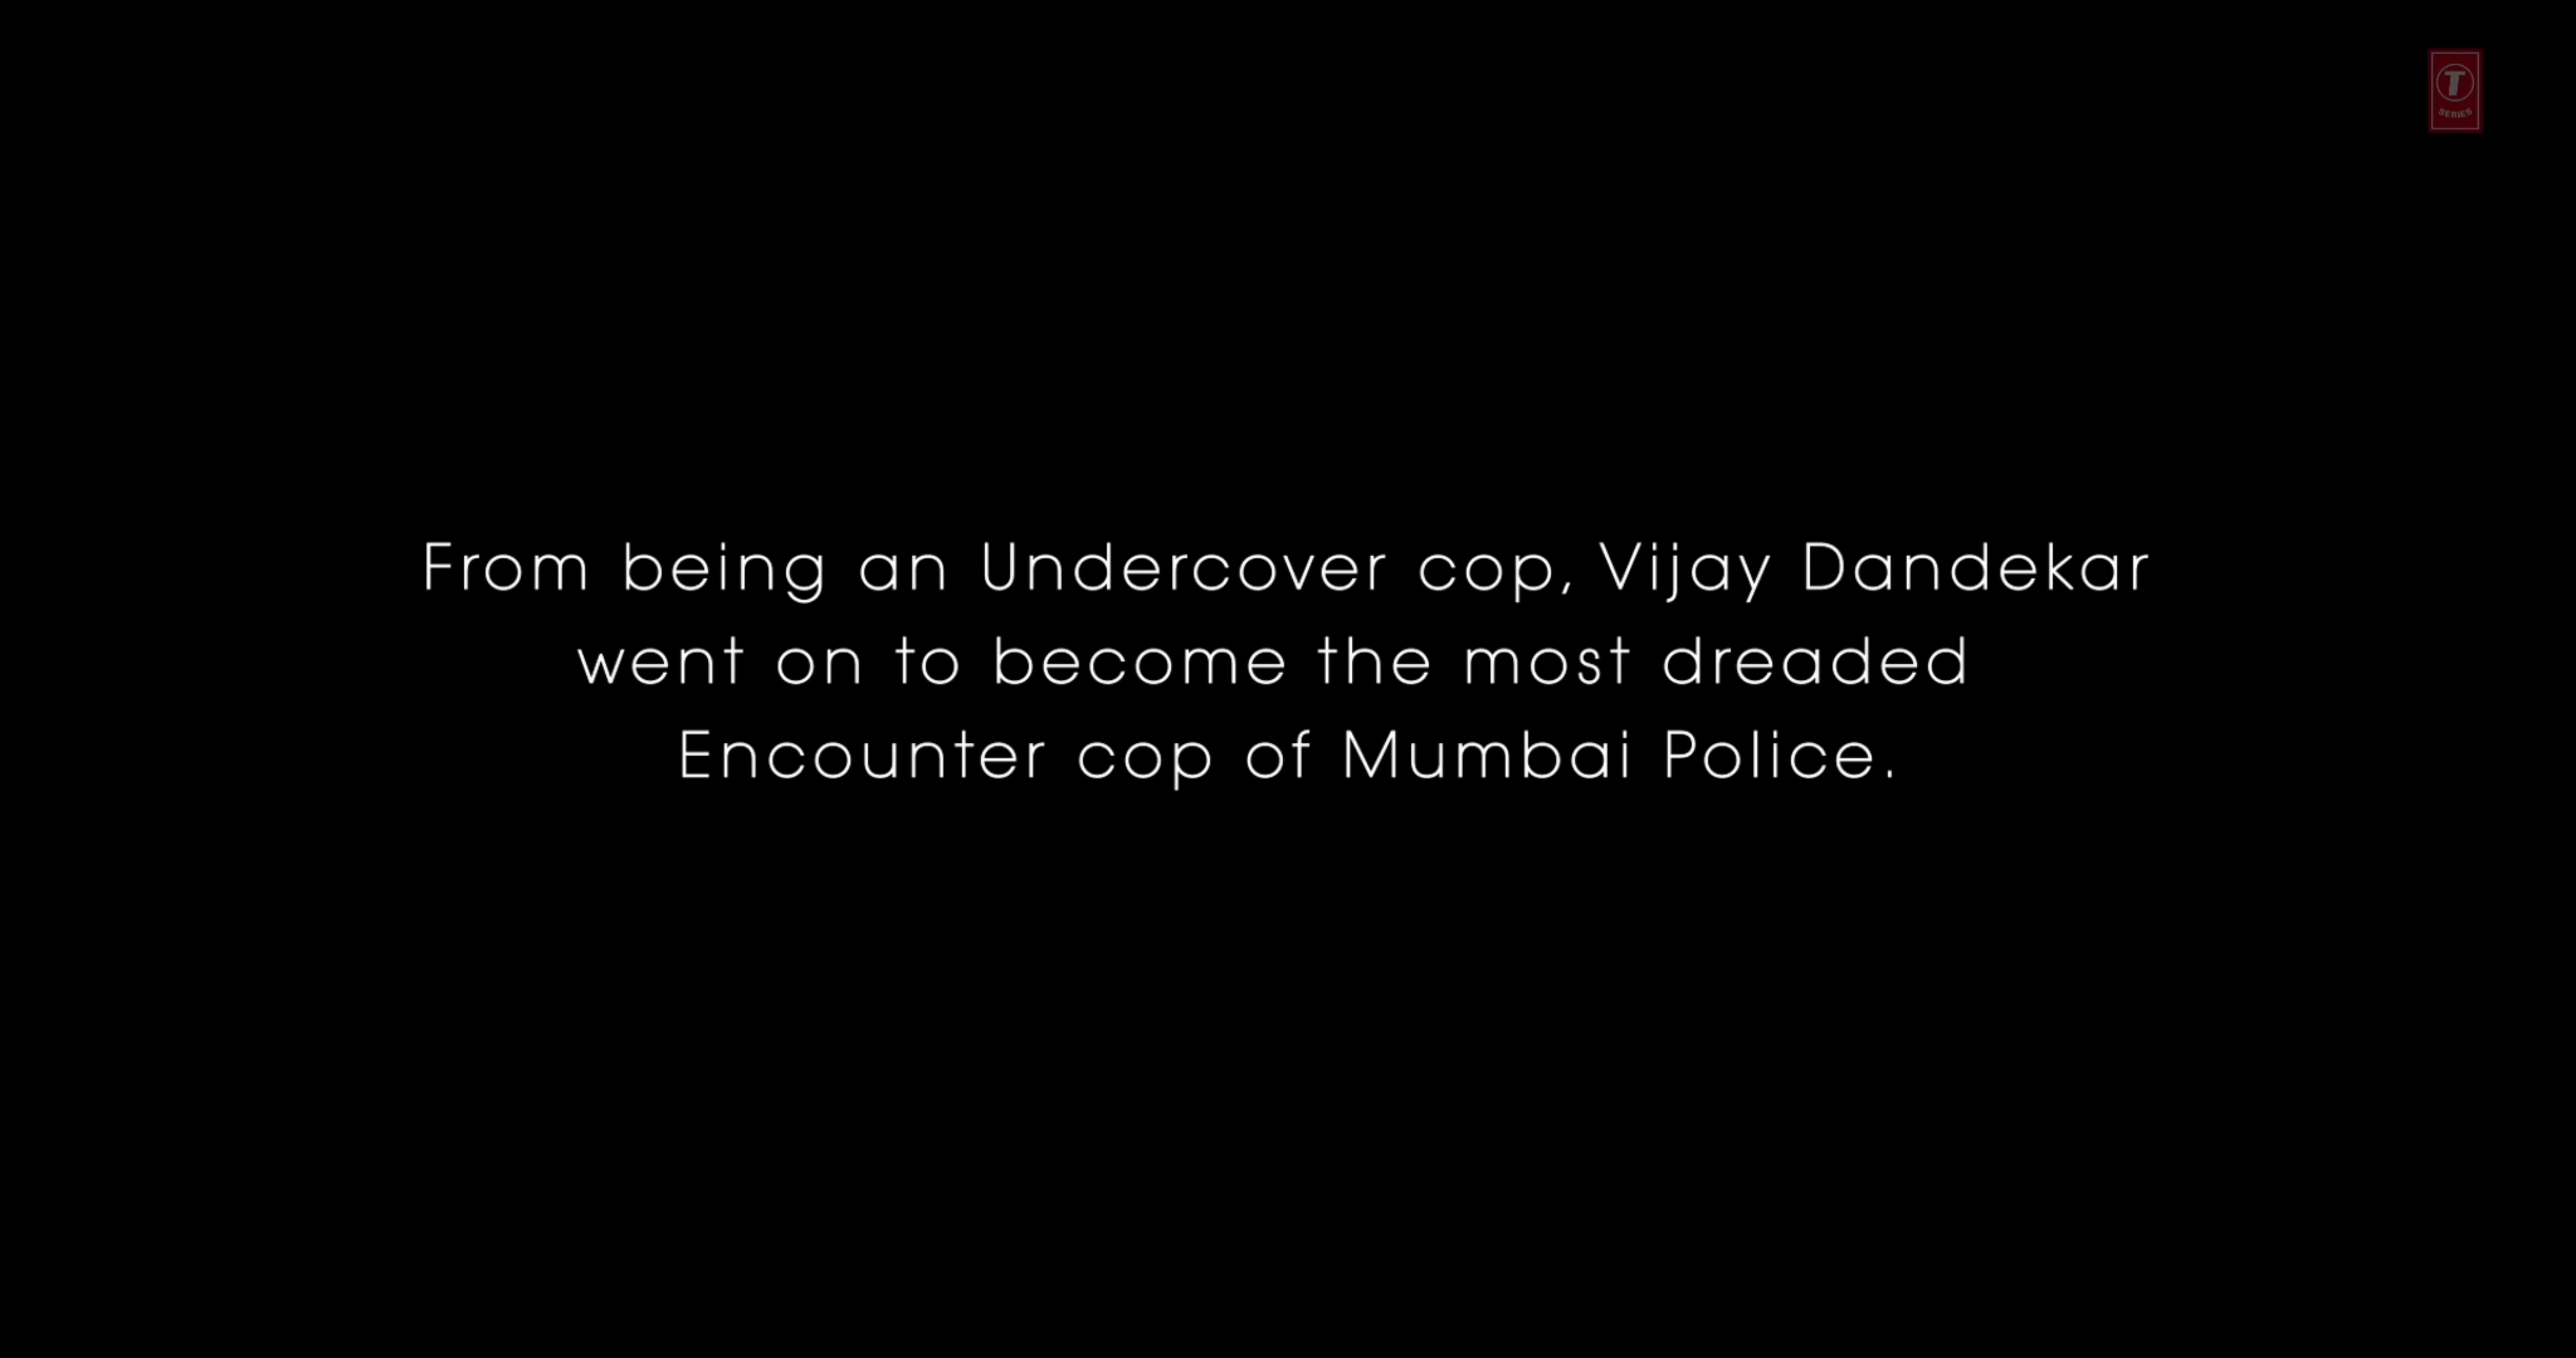 T
SERIES
From being an Undercover cop, Vijay Dandekar
went on to become the most dreaded
Encounter cop of Mumbai Police.